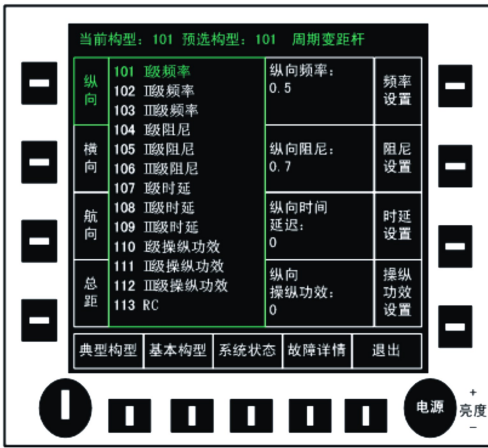 当前构型：101 预选构型：101 周期变距杆
纵向
横向
航向
总距
101 Ⅰ级频率
102 Ⅱ级频率
103 Ⅲ级频率
104 Ⅰ级阻尼
105 Ⅱ级阻尼
106 Ⅲ级阻尼
107 Ⅰ级时延
108 Ⅱ级时延
109 Ⅲ级时延
110 Ⅰ级操纵功效
111 Ⅱ级操纵功效
112 Ⅲ级操纵功效
113 RC
纵向频率：
0.5
纵向阻尼：
0.7
纵向时间
延迟：
0
纵向
操纵功效：
0
频率
设置
阻尼
设置
时延
设置
操纵
功效
设置
典型构型 基本构型 系统状态 故障详情 退出
电源
+
亮度
-